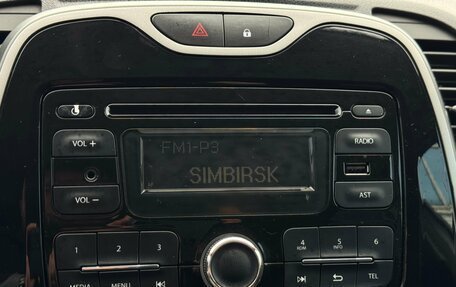 VOL +
FM1-P3
SIMBIRSK
RADIO
VOL −
AST
1 2 3 4 RDM 5 INFO 6
MEDIA MENU TEL